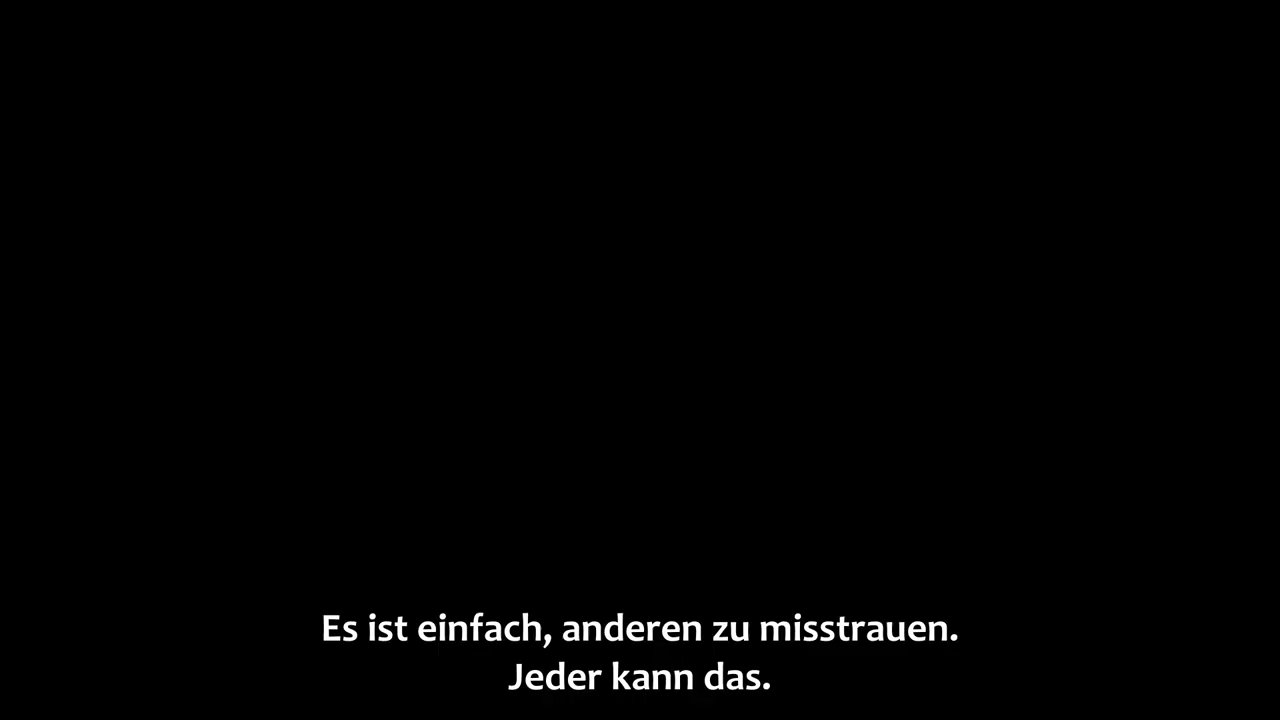 Es ist einfach, anderen zu misstrauen.
Jeder kann das.